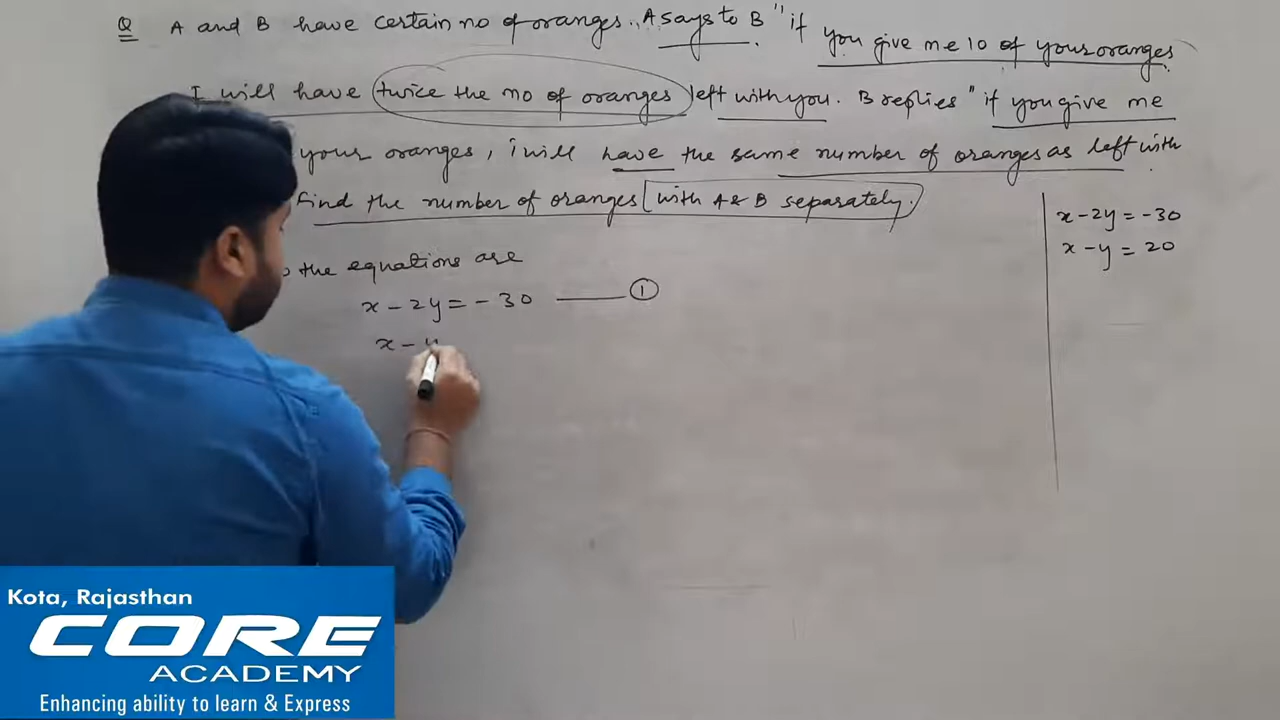 Q A and B have certain no of oranges. A says to B "if you give me 10 of your oranges
I will have twice the no of oranges left with you. B replies "if you give me
your oranges, i will have the same number of oranges as left with
Find the number of oranges with A & B separately.
the equations are
x - 2y = - 30 ——— ①
x - y
x - 2y = -30
x - y = 20
Kota, Rajasthan
CORE
ACADEMY
Enhancing ability to learn & Express